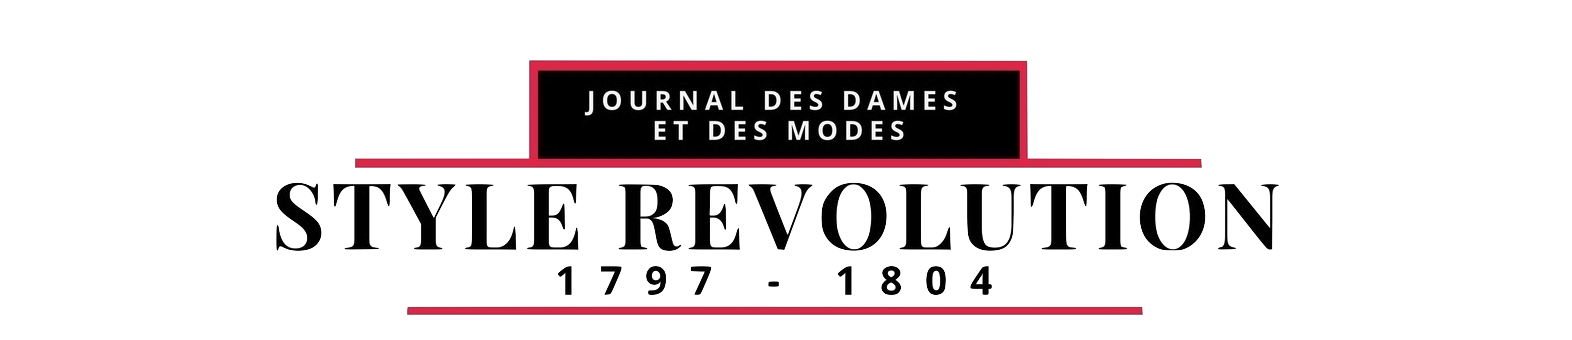 JOURNAL DES DAMES
ET DES MODES
STYLE REVOLUTION
1797 - 1804